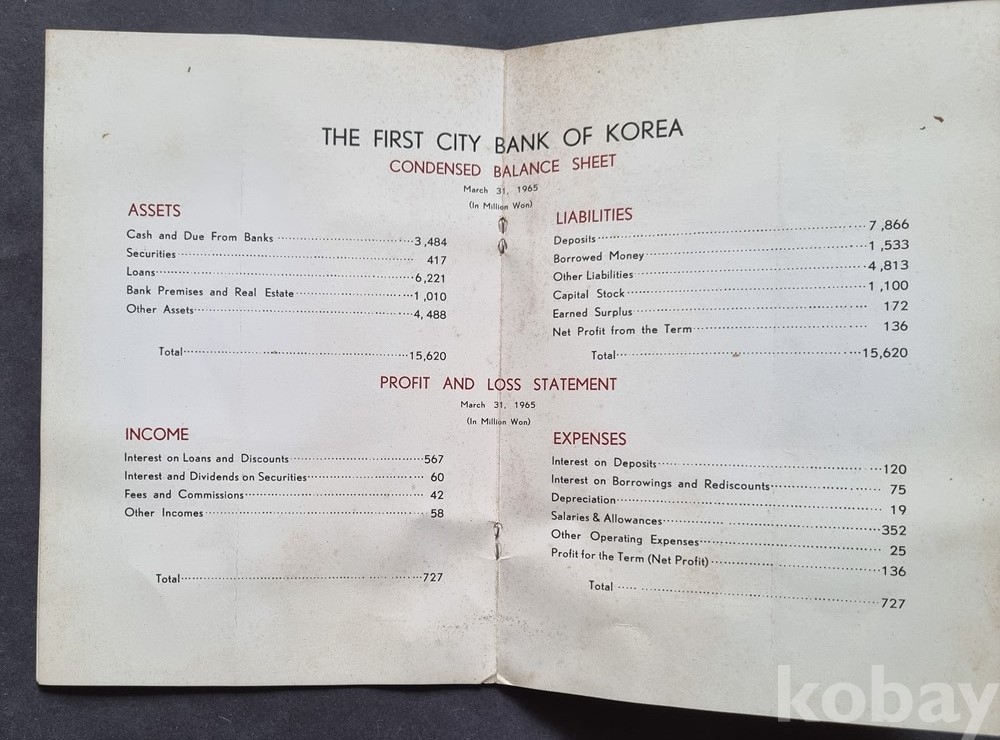 THE FIRST CITY BANK OF KOREA
CONDENSED BALANCE SHEET
March 31, 1965
(In Million Won)
ASSETS
Cash and Due From Banks 3,484
Securities 417
Loans 6,221
Bank Premises and Real Estate 1,010
Other Assets 4,488
Total 15,620
LIABILITIES
Deposits 7,866
Borrowed Money 1,533
Other Liabilities 4,813
Capital Stock 1,100
Earned Surplus 172
Net Profit from the Term 136
Total 15,620
PROFIT AND LOSS STATEMENT
March 31, 1965
(In Million Won)
INCOME
Interest on Loans and Discounts 567
Interest and Dividends on Securities 60
Fees and Commissions 42
Other Incomes 58
Total 727
EXPENSES
Interest on Deposits 120
Interest on Borrowings and Rediscounts 75
Depreciation 19
Salaries & Allowances 352
Other Operating Expenses 25
Profit for the Term (Net Profit) 136
Total 727
kobay